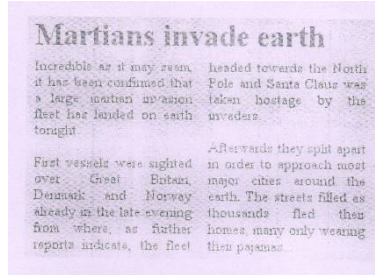 Martians invade earth
Incredible as it may seem,
it has been confirmed that
a large martian invasion
fleet has landed on earth
tonight.
First vessels were sighted
over Great Britain,
Denmark and Norway
already in the late evening
from where, as further
reports indicate, the fleet
headed towards the North
Pole and Santa Claus was
taken hostage by the
invaders.
Afterwards they split apart
in order to approach most
major cities around the
earth. The streets filled as
thousands fled their
homes, many only wearing
their pajamas...